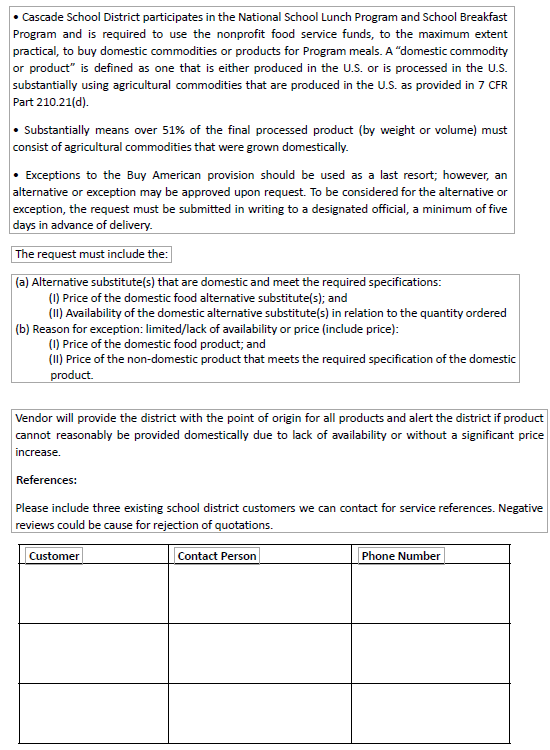 • Cascade School District participates in the National School Lunch Program and School Breakfast
Program and is required to use the nonprofit food service funds, to the maximum extent
practical, to buy domestic commodities or products for Program meals. A “domestic commodity
or product” is defined as one that is either produced in the U.S. or is processed in the U.S.
substantially using agricultural commodities that are produced in the U.S. as provided in 7 CFR
Part 210.21(d).
• Substantially means over 51% of the final processed product (by weight or volume) must
consist of agricultural commodities that were grown domestically.
• Exceptions to the Buy American provision should be used as a last resort; however, an
alternative or exception may be approved upon request. To be considered for the alternative or
exception, the request must be submitted in writing to a designated official, a minimum of five
days in advance of delivery.
The request must include the:
(a) Alternative substitute(s) that are domestic and meet the required specifications:
(I) Price of the domestic food alternative substitute(s); and
(II) Availability of the domestic alternative substitute(s) in relation to the quantity ordered
(b) Reason for exception: limited/lack of availability or price (include price):
(I) Price of the domestic food product; and
(II) Price of the non-domestic product that meets the required specification of the domestic
product.
Vendor will provide the district with the point of origin for all products and alert the district if product
cannot reasonably be provided domestically due to lack of availability or without a significant price
increase.
References:
Please include three existing school district customers we can contact for service references. Negative
reviews could be cause for rejection of quotations.
Customer Contact Person Phone Number